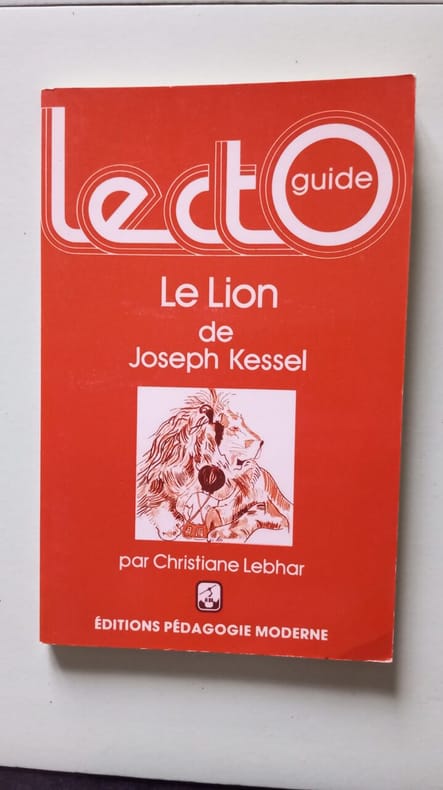 lectO
guide
Le Lion
de
Joseph Kessel
par Christiane Lebhar
ÉDITIONS PÉDAGOGIE MODERNE